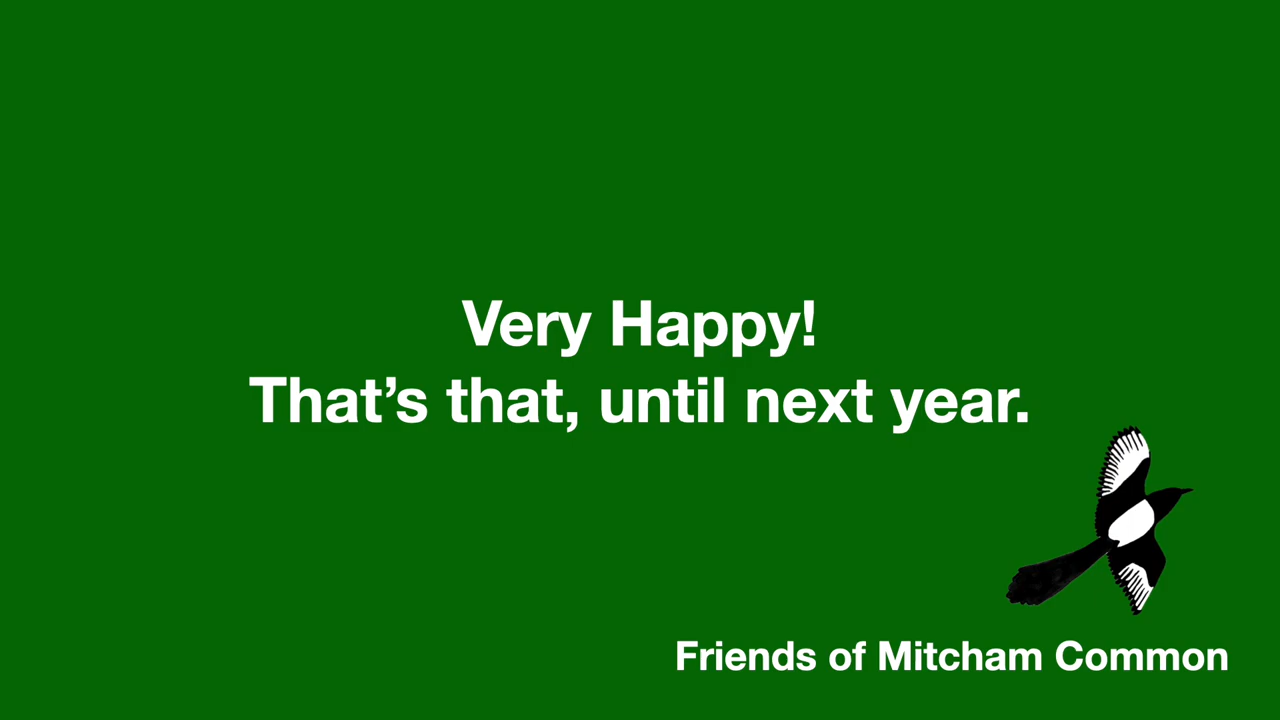 Very Happy!
That’s that, until next year.
Friends of Mitcham Common